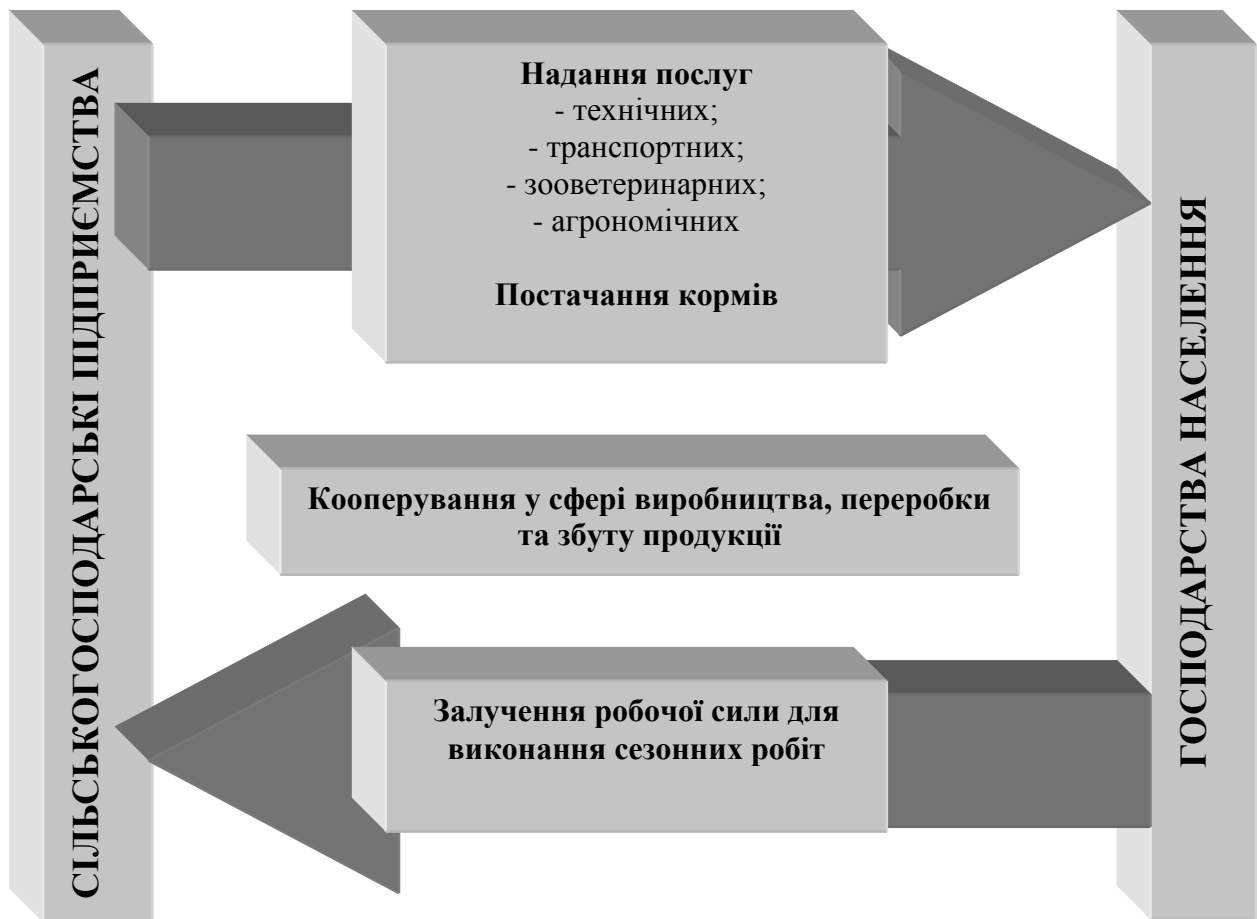 СІЛЬСЬКОГОСПОДАРСЬКІ ПІДПРИЄМСТВА
Надання послуг
- технічних;
- транспортних;
- зооветеринарних;
- агрономічних
Постачання кормів
Кооперування у сфері виробництва, переробки
та збуту продукції
Залучення робочої сили для
виконання сезонних робіт
ГОСПОДАРСТВА НАСЕЛЕННЯ